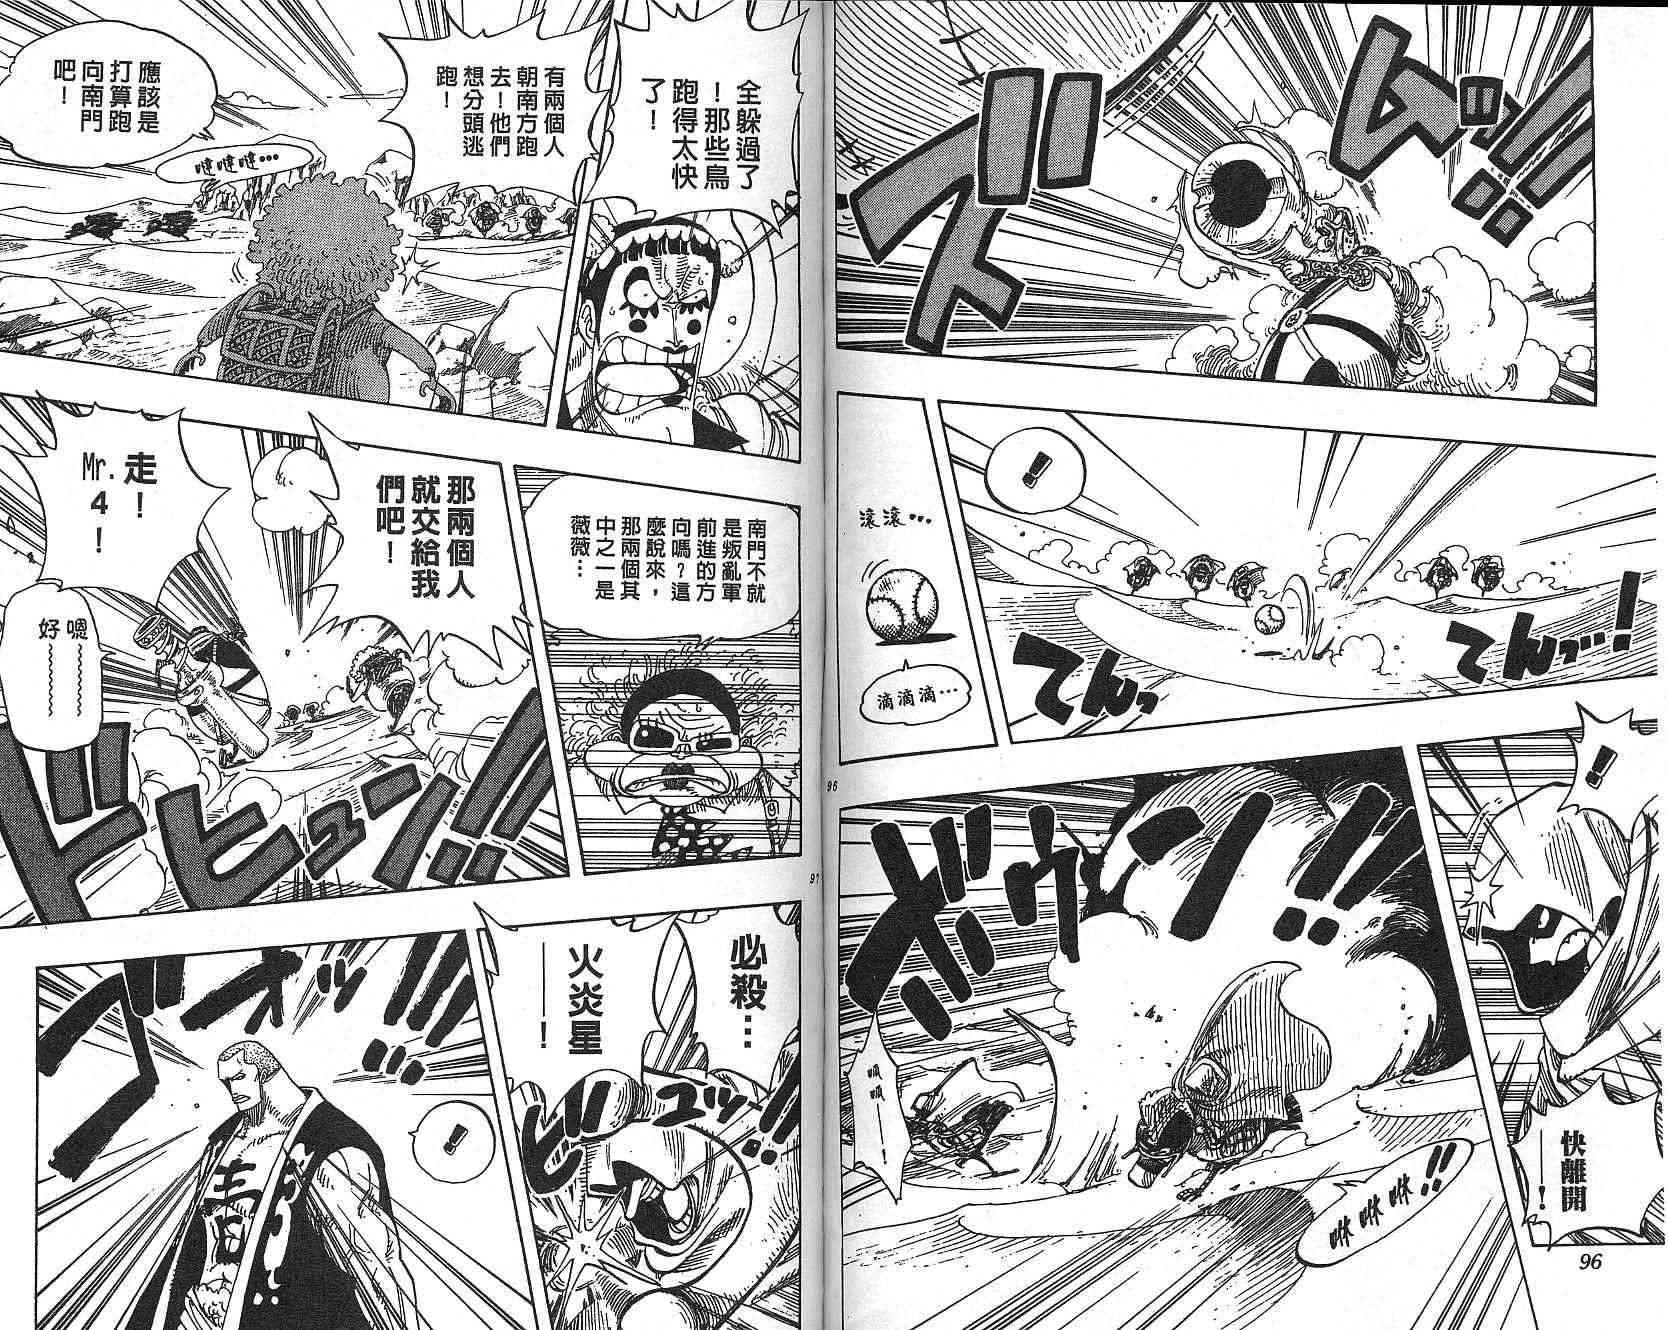 ズ
ムッ!!
!
てんっ
てんっ!
滾滾…
滴滴滴…
!
快離開
——!
ボウン!!
咻咻咻!!
96
96
全躲過了
!那些鳥
跑得太快
了!
有兩個人
朝南方跑
去!他們
想分頭逃
跑!
應該是
打算跑
向南門
吧!
噠噠噠…
南門不就
是叛亂軍
前進的方
向嗎?這
麼說來,
那兩個其
中之一是
薇薇…
那兩個人
就交給我
們吧!
走!
Mr.
4!
嗯~~
好~~
ドヒュン!!
97
必殺…
火炎星
——!
ビュッ!!
ゴオッ!!!
!